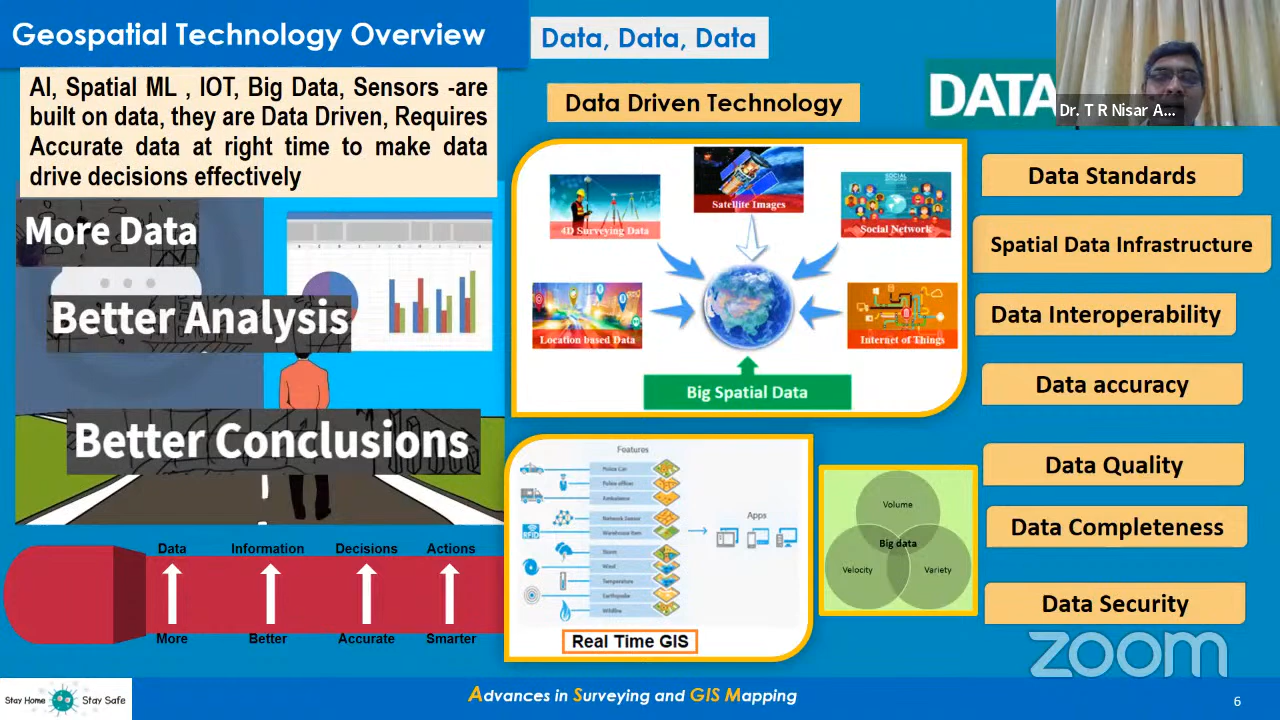 Geospatial Technology Overview
Data, Data, Data
AI, Spatial ML , IOT, Big Data, Sensors -are
built on data, they are Data Driven, Requires
Accurate data at right time to make data
drive decisions effectively
More Data
Better Analysis
Better Conclusions
Data Information Decisions Actions
More Better Accurate Smarter
Data Driven Technology
4D Surveying Data
Satellite Images
Social Network
Location based Data
Internet of Things
Big Spatial Data
Features
Police Car
Police officer
Ambulance
Network Sensor
Warehouse Item
Storm
Wind
Temperature
Earthquake
Wildfire
RFID
Apps
Real Time GIS
Volume
Big data
Velocity
Variety
DATA
Dr. T R Nisar A...
Data Standards
Spatial Data Infrastructure
Data Interoperability
Data accuracy
Data Quality
Data Completeness
Data Security
zoom
Stay Home Stay Safe
Advances in Surveying and GIS Mapping
6